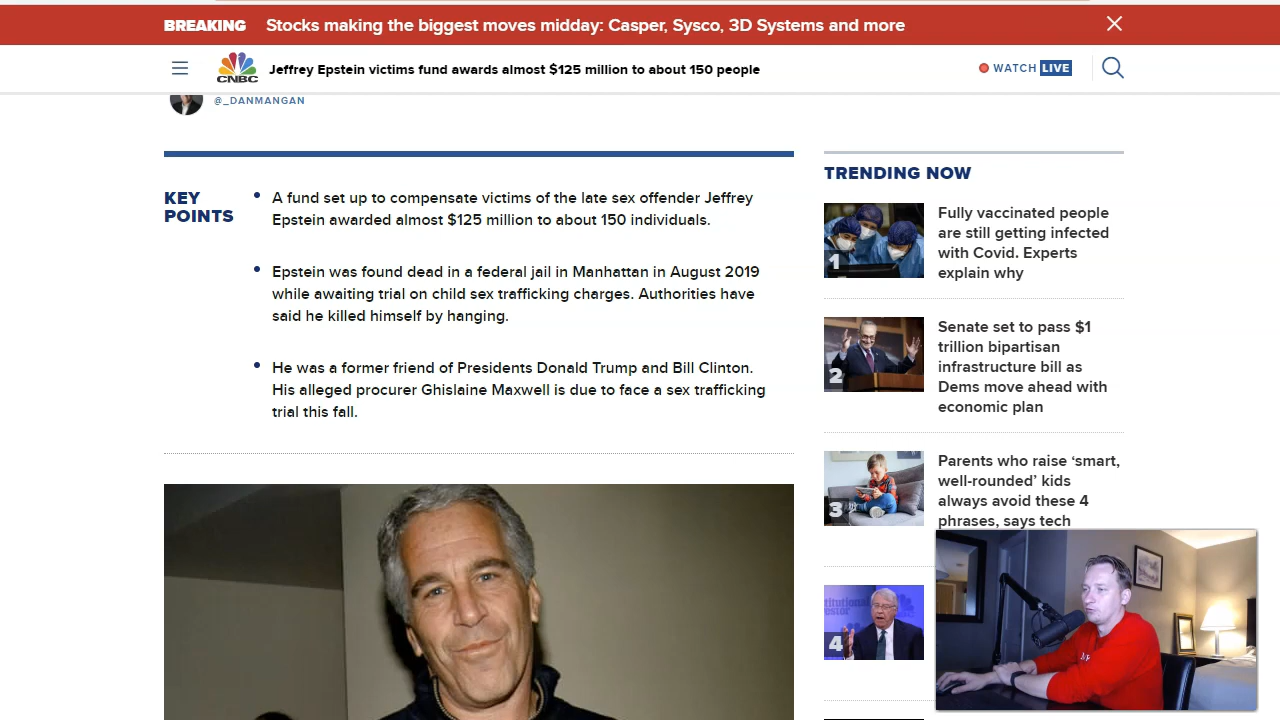 BREAKING Stocks making the biggest moves midday: Casper, Sysco, 3D Systems and more
CNBC
Jeffrey Epstein victims fund awards almost $125 million to about 150 people
WATCH LIVE
@_DANMANGAN
KEY
POINTS
A fund set up to compensate victims of the late sex offender Jeffrey
Epstein awarded almost $125 million to about 150 individuals.
Epstein was found dead in a federal jail in Manhattan in August 2019
while awaiting trial on child sex trafficking charges. Authorities have
said he killed himself by hanging.
He was a former friend of Presidents Donald Trump and Bill Clinton.
His alleged procurer Ghislaine Maxwell is due to face a sex trafficking
trial this fall.
TRENDING NOW
1
Fully vaccinated people
are still getting infected
with Covid. Experts
explain why
2
Senate set to pass $1
trillion bipartisan
infrastructure bill as
Dems move ahead with
economic plan
3
Parents who raise ‘smart,
well-rounded’ kids
always avoid these 4
phrases, says tech
4